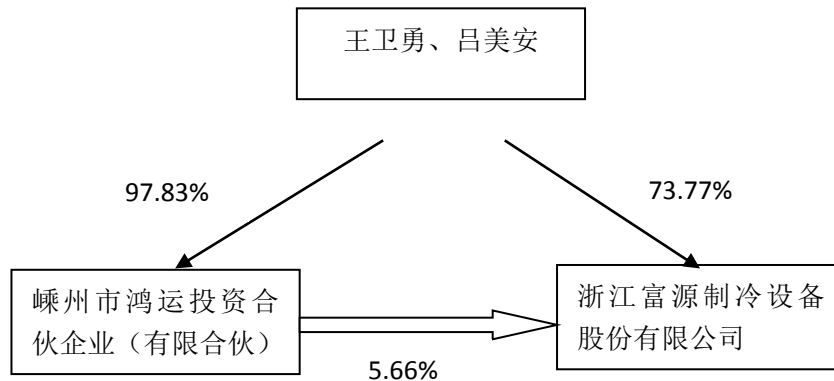 王卫勇、吕美安
97.83%
73.77%
嵊州市鸿运投资合
伙企业（有限合伙）
浙江富源制冷设备
股份有限公司
5.66%